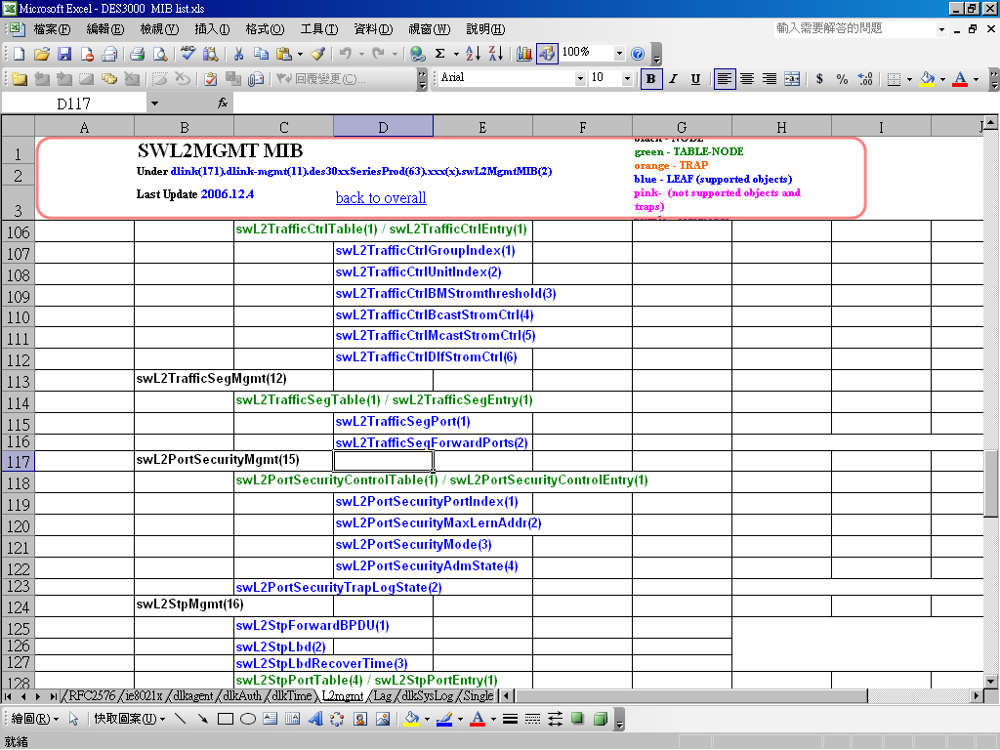 Microsoft Excel - DES3000 MIB list.xls
檔案(F) 編輯(E) 檢視(V) 插入(I) 格式(O) 工具(T) 資料(D) 視窗(W) 說明(H) 輸入需要解答的問題
100%
回覆變更(C)... Arial 10 B I U $ %
D117 fx
A B C D E F G H I J
1 SWL2MGMT MIB
green - TABLE-NODE
orange - TRAP
2 Under dlink(171).dlink-mgmt(11).des30xxSeriesProd(63).xxx(x).swL2MgmtMIB(2) blue - LEAF (supported objects)
3 Last Update 2006.12.4 back to overall pink- (not supported objects and
traps)
106 swL2TrafficCtrlTable(1) / swL2TrafficCtrlEntry(1)
107 swL2TrafficCtrlGroupIndex(1)
108 swL2TrafficCtrlUnitIndex(2)
109 swL2TrafficCtrlBMStromthreshold(3)
110 swL2TrafficCtrlBcastStromCtrl(4)
111 swL2TrafficCtrlMcastStromCtrl(5)
112 swL2TrafficCtrlDlfStromCtrl(6)
113 swL2TrafficSegMgmt(12)
114 swL2TrafficSegTable(1) / swL2TrafficSegEntry(1)
115 swL2TrafficSegPort(1)
116 swL2TrafficSegForwardPorts(2)
117 swL2PortSecurityMgmt(15)
118 swL2PortSecurityControlTable(1) / swL2PortSecurityControlEntry(1)
119 swL2PortSecurityPortIndex(1)
120 swL2PortSecurityMaxLernAddr(2)
121 swL2PortSecurityMode(3)
122 swL2PortSecurityAdmState(4)
123 swL2PortSecurityTrapLogState(2)
124 swL2StpMgmt(16)
125 swL2StpForwardBPDU(1)
126 swL2StpLbd(2)
127 swL2StpLbdRecoverTime(3)
128 swL2StpPortTable(4) / swL2StpPortEntry(1)
RFC2576 ie8021x dlkagent dlkAuth dlkTime L2mgmt Lag dlkSysLog Single
繪圖(R) 快取圖案(U)
就緒